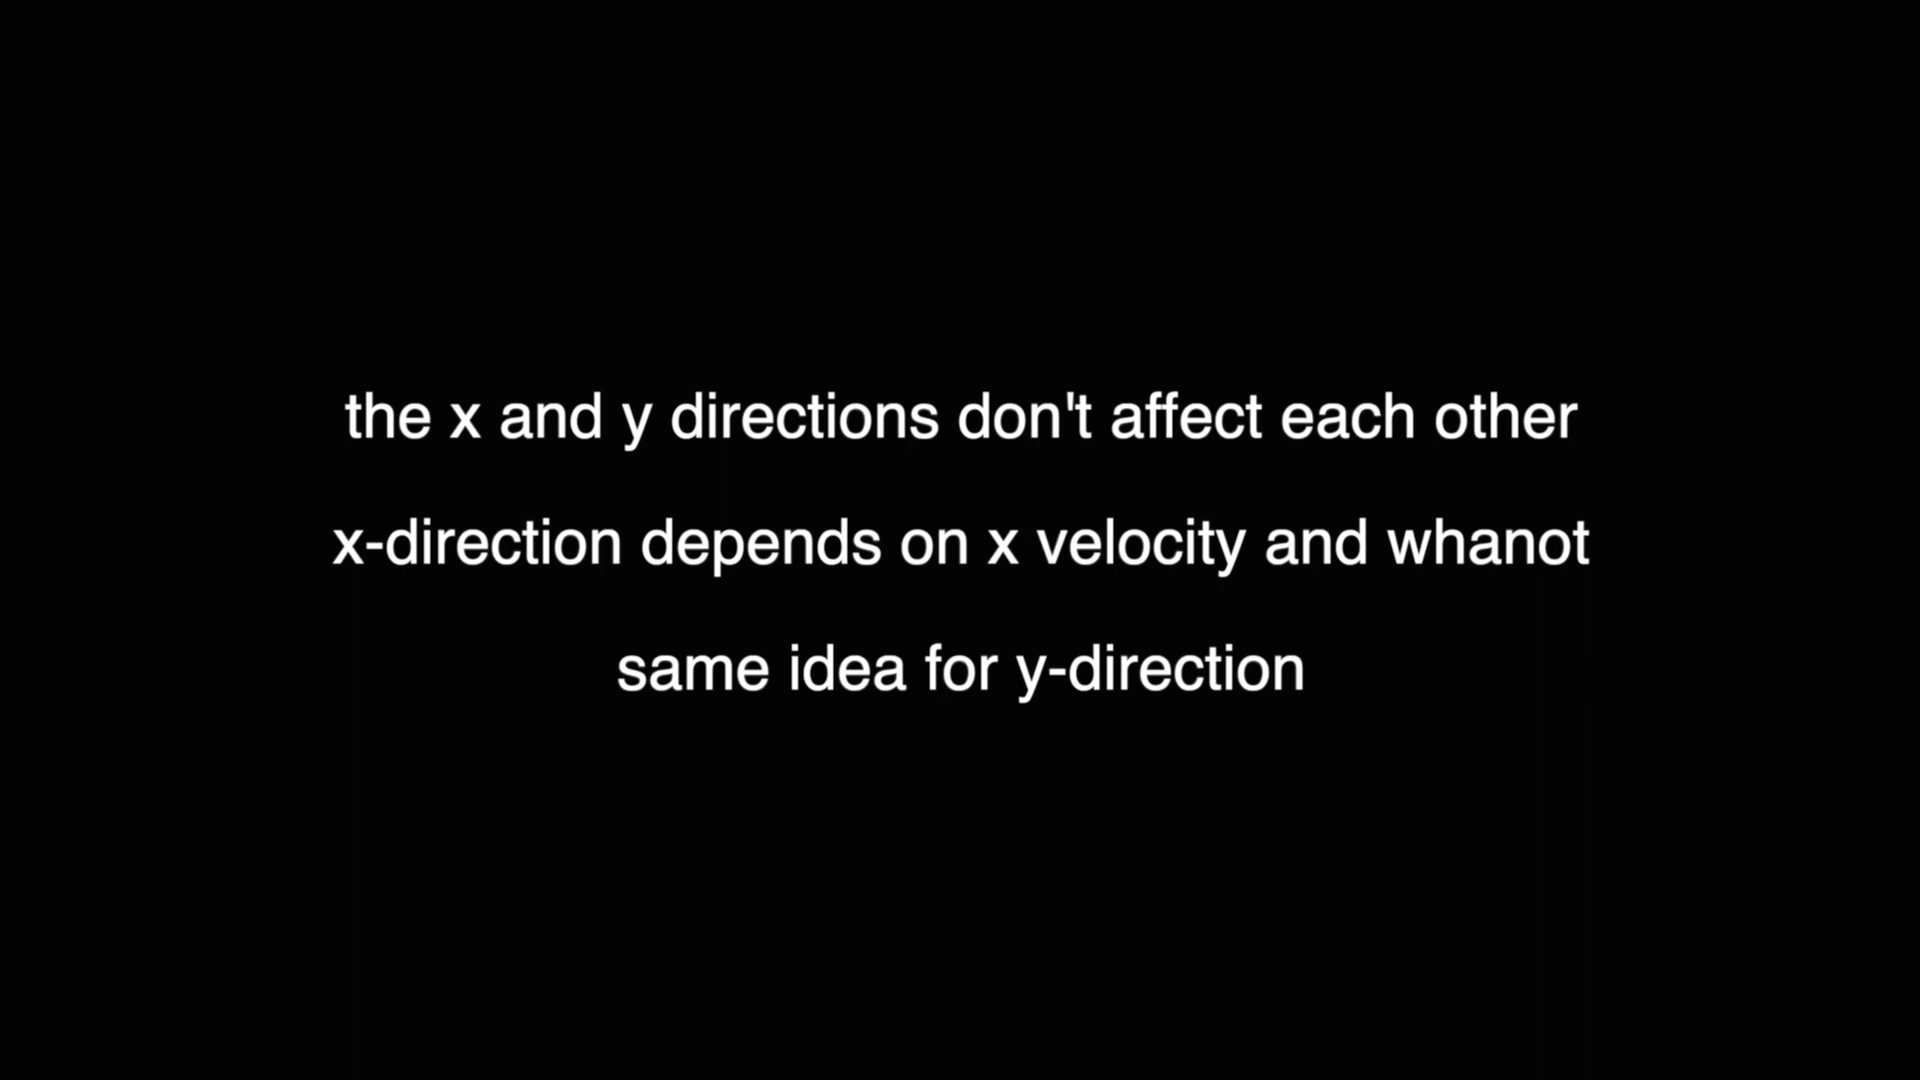 the x and y directions don't affect each other
x-direction depends on x velocity and whanot
same idea for y-direction